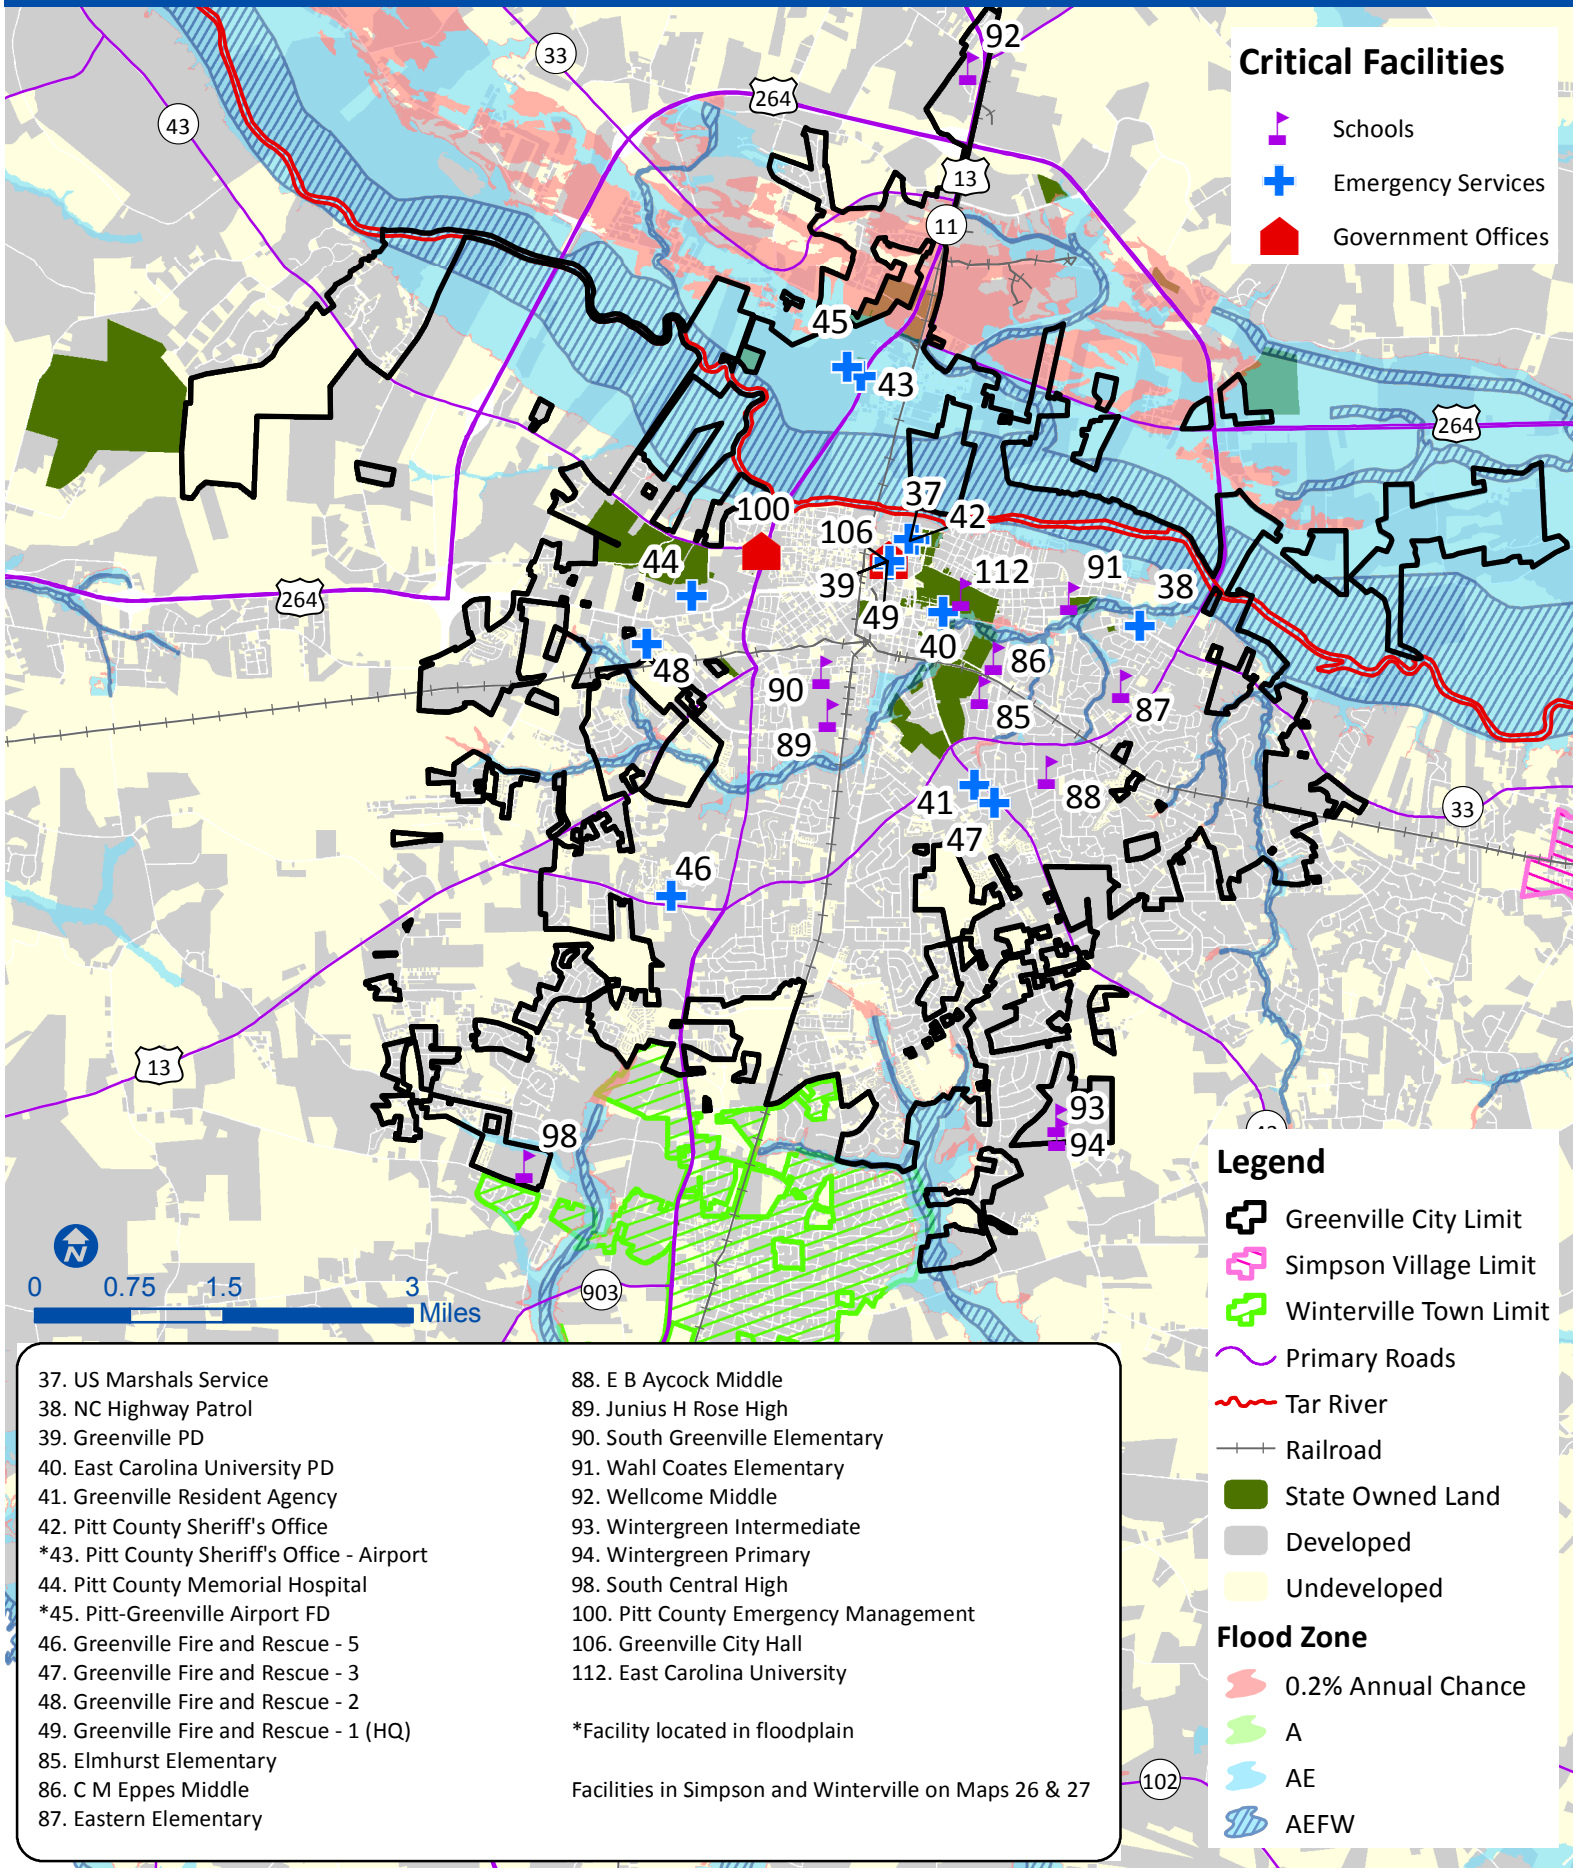 92
33
264
43
13
11
45
43
264
37
42
100
106
44
39
112
91
38
49
264
40
86
48
90
85
87
89
41
88
33
47
46
13
93
94
98
903
102
Critical Facilities
Schools
Emergency Services
Government Offices
N
0 0.75 1.5 3
Miles
Legend
Greenville City Limit
Simpson Village Limit
Winterville Town Limit
Primary Roads
Tar River
Railroad
State Owned Land
Developed
Undeveloped
Flood Zone
0.2% Annual Chance
A
AE
AEFW
37. US Marshals Service
38. NC Highway Patrol
39. Greenville PD
40. East Carolina University PD
41. Greenville Resident Agency
42. Pitt County Sheriff's Office
*43. Pitt County Sheriff's Office - Airport
44. Pitt County Memorial Hospital
*45. Pitt-Greenville Airport FD
46. Greenville Fire and Rescue - 5
47. Greenville Fire and Rescue - 3
48. Greenville Fire and Rescue - 2
49. Greenville Fire and Rescue - 1 (HQ)
85. Elmhurst Elementary
86. C M Eppes Middle
87. Eastern Elementary
88. E B Aycock Middle
89. Junius H Rose High
90. South Greenville Elementary
91. Wahl Coates Elementary
92. Wellcome Middle
93. Wintergreen Intermediate
94. Wintergreen Primary
98. South Central High
100. Pitt County Emergency Management
106. Greenville City Hall
112. East Carolina University
*Facility located in floodplain
Facilities in Simpson and Winterville on Maps 26 & 27